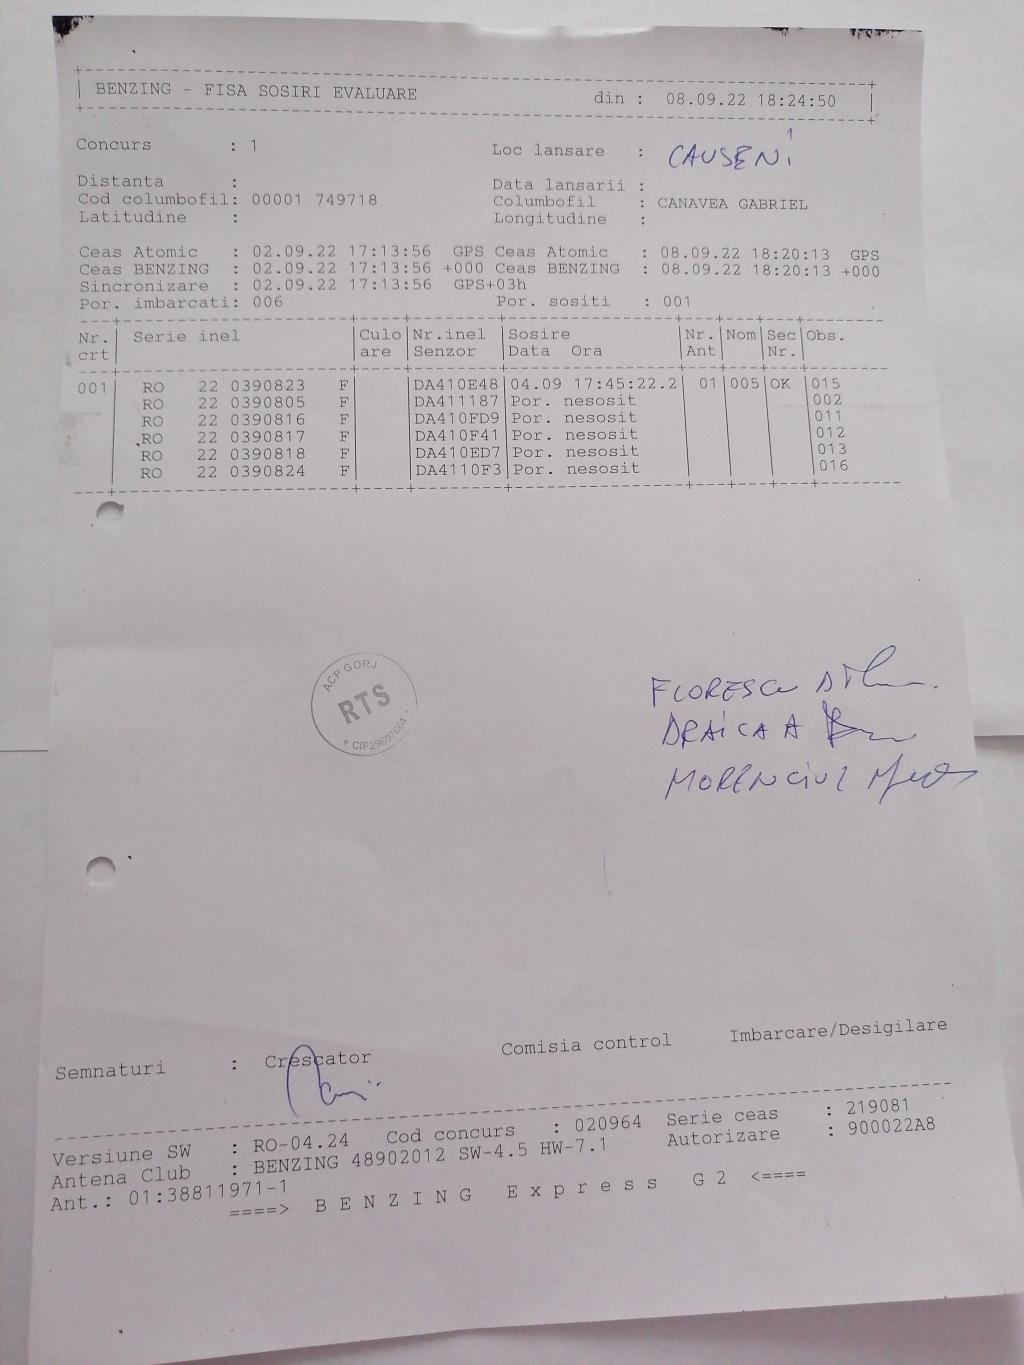 BENZING - FISA SOSIRI EVALUARE din : 08.09.22 18:24:50
Concurs : 1 Loc lansare : CAUSENI
Distanta : Data lansarii :
Cod columbofil: 00001 749718 Columbofil : CANAVEA GABRIEL
Latitudine : Longitudine :
Ceas Atomic : 02.09.22 17:13:56 GPS Ceas Atomic : 08.09.22 18:20:13 GPS
Ceas BENZING : 02.09.22 17:13:56 +000 Ceas BENZING : 08.09.22 18:20:13 +000
Sincronizare : 02.09.22 17:13:56 GPS+03h
Por. imbarcati: 006 Por. sositi : 001
Nr. Serie inel Culo Nr.inel Sosire Nr. Nom Sec Obs.
crt are Senzor Data Ora Ant Nr.
001 RO 22 0390823 F DA410E48 04.09 17:45:22.2 01 005 OK 015
RO 22 0390805 F DA411187 Por. nesosit 002
RO 22 0390816 F DA410FD9 Por. nesosit 011
RO 22 0390817 F DA410F41 Por. nesosit 012
RO 22 0390818 F DA410ED7 Por. nesosit 013
RO 22 0390824 F DA4110F3 Por. nesosit 016
ACP GORJ
RTS
FLORESCU
DRAICA A
MORENCIUL
Semnaturi : Crescator Comisia control Imbarcare/Desigilare
Versiune SW : RO-04.24 Cod concurs : 020964 Serie ceas : 219081
Antena Club : BENZING 48902012 SW-4.5 HW-7.1 Autorizare : 900022A8
Ant.: 01:38811971-1
====> B E N Z I N G E x p r e s s G 2 <====